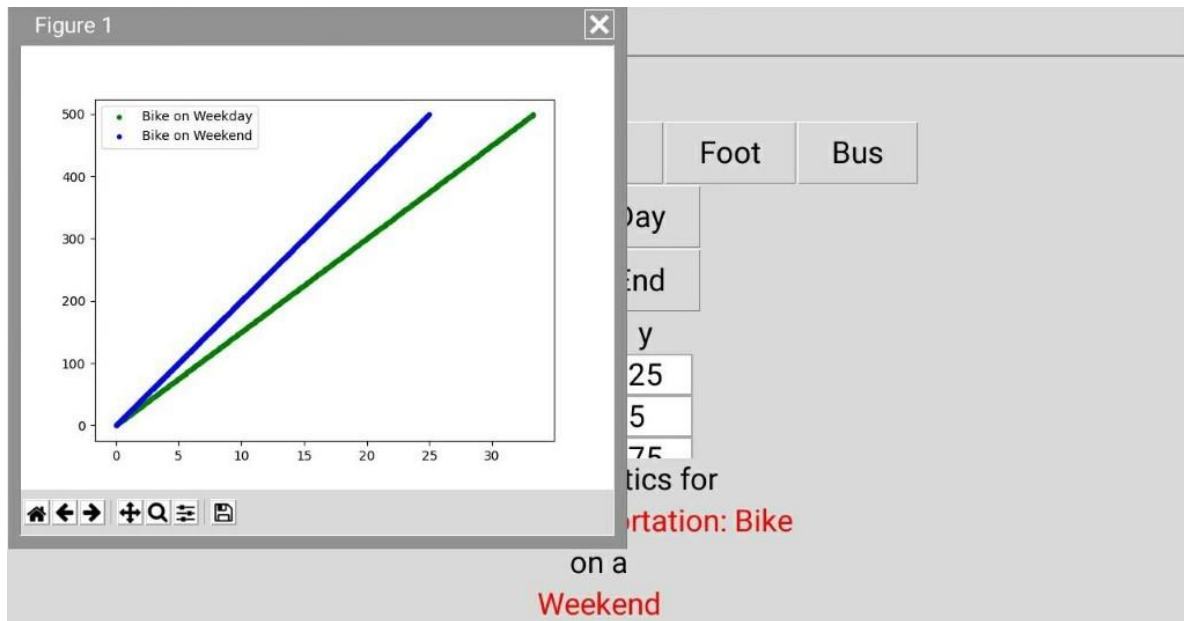 Figure 1
Bike on Weekday
Bike on Weekend
500
400
300
200
100
0
0 5 10 15 20 25 30
Foot Bus
Day
End
y
25
5
75
tics for
rtation: Bike
on a
Weekend